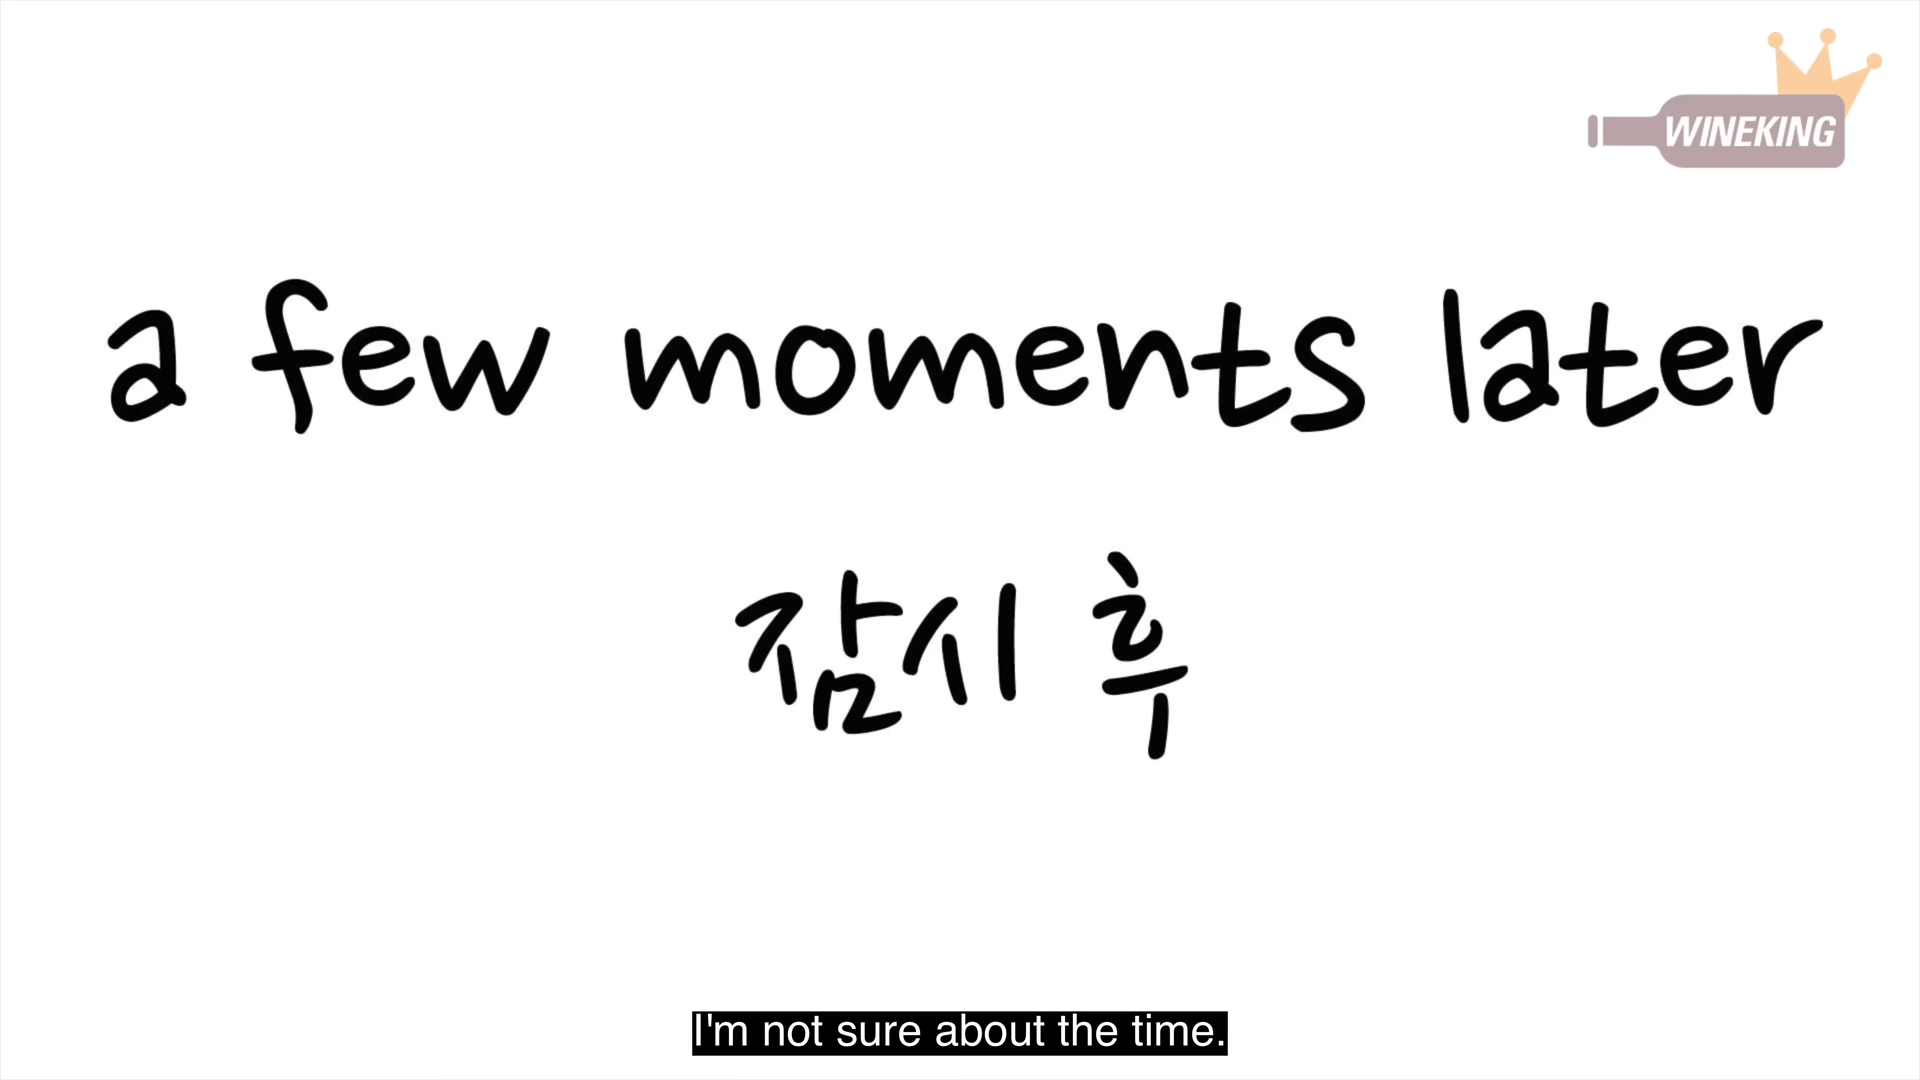 WINEKING
a few moments later
잠시 후
I'm not sure about the time.